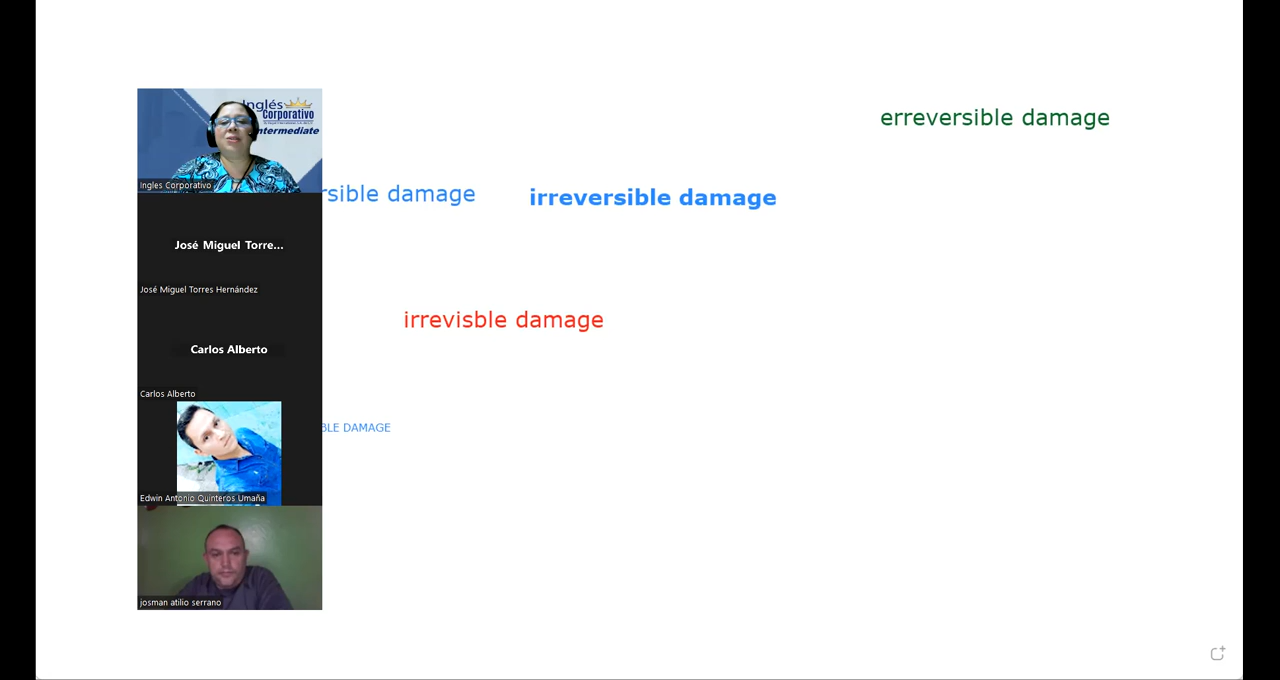 Inglés
Corporativo
Intermediate
Ingles Corporativo
erreversible damage
rsible damage
irreversible damage
José Miguel Torre...
José Miguel Torres Hernández
irrevisble damage
Carlos Alberto
Carlos Alberto
BLE DAMAGE
Edwin Antonio Quinteros Umaña
josman atilio serrano